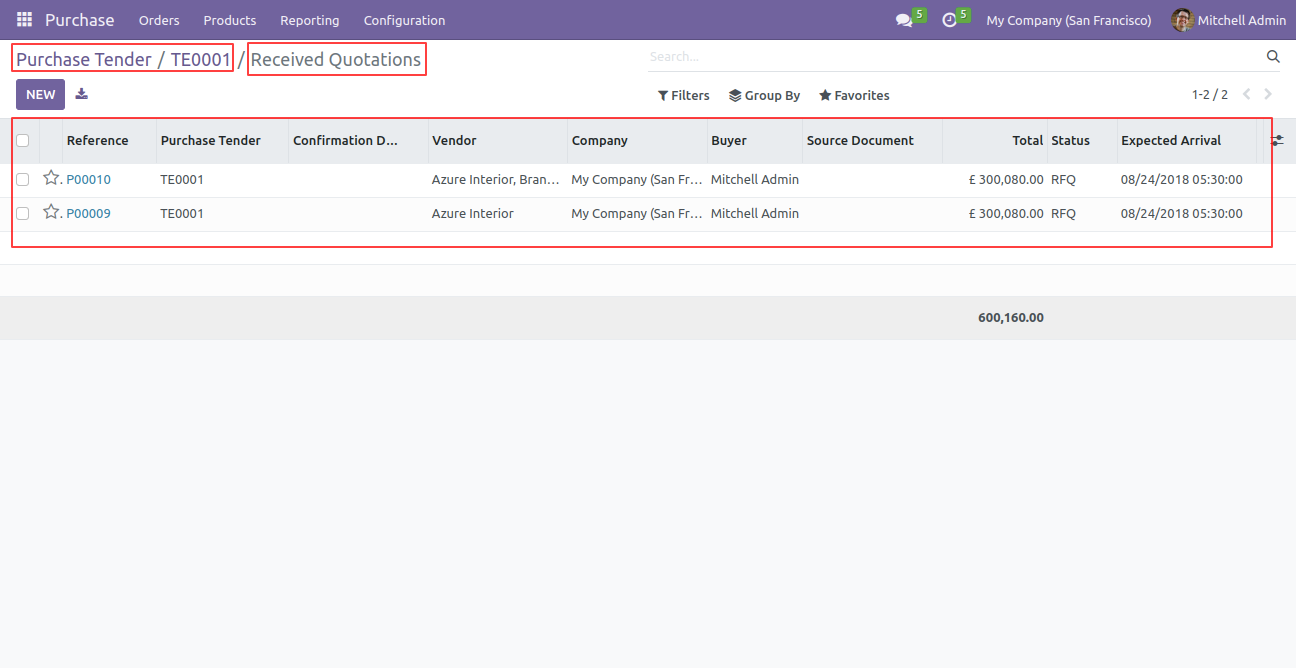 Purchase Orders Products Reporting Configuration 5 5 My Company (San Francisco) Mitchell Admin
Purchase Tender / TE0001 / Received Quotations Search...
NEW Filters Group By Favorites 1-2 / 2
Reference Purchase Tender Confirmation D... Vendor Company Buyer Source Document Total Status Expected Arrival
P00010 TE0001 Azure Interior, Bran... My Company (San Fr... Mitchell Admin £ 300,080.00 RFQ 08/24/2018 05:30:00
P00009 TE0001 Azure Interior My Company (San Fr... Mitchell Admin £ 300,080.00 RFQ 08/24/2018 05:30:00
600,160.00